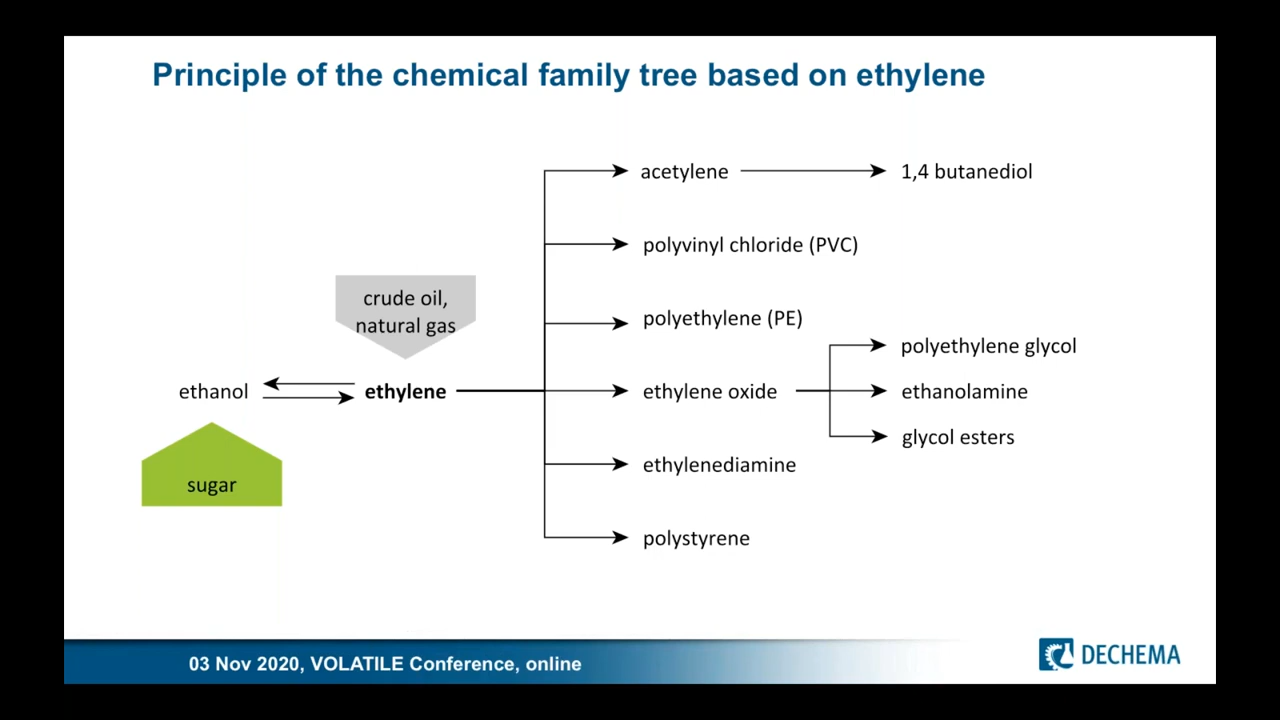 Principle of the chemical family tree based on ethylene
acetylene
1,4 butanediol
polyvinyl chloride (PVC)
crude oil,
natural gas
polyethylene (PE)
polyethylene glycol
ethanol
ethylene
ethylene oxide
ethanolamine
glycol esters
sugar
ethylenediamine
polystyrene
03 Nov 2020, VOLATILE Conference, online
DECHEMA